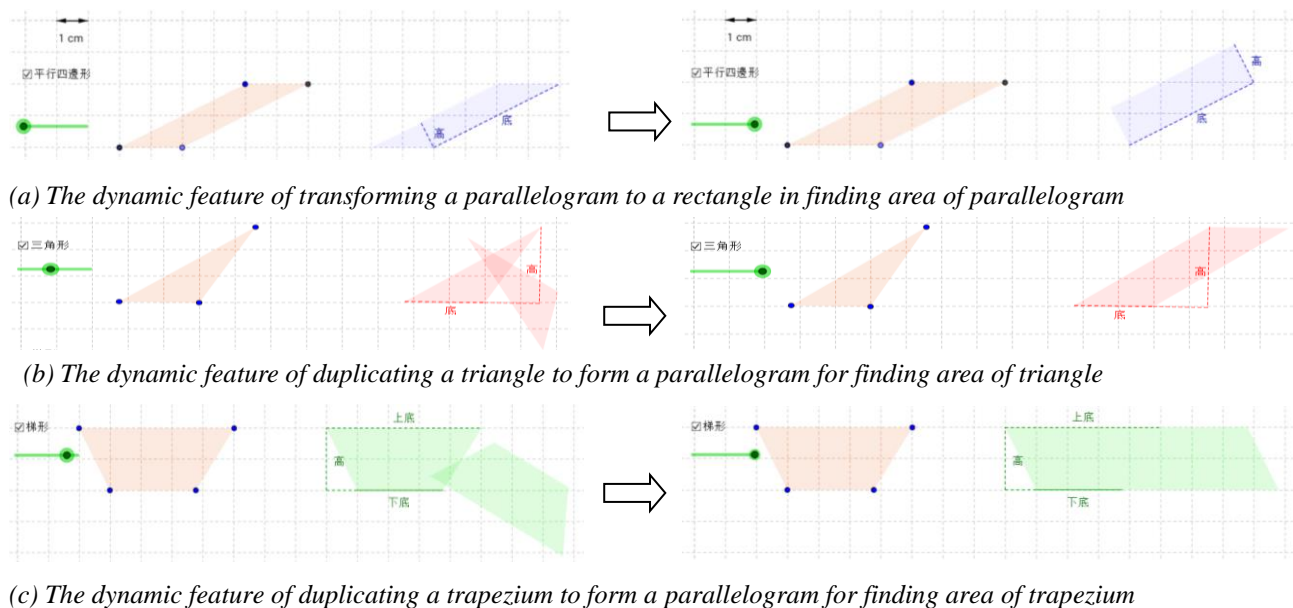 1 cm
1 cm
☑平行四邊形
☑平行四邊形
高
底
高
底
(a) The dynamic feature of transforming a parallelogram to a rectangle in finding area of parallelogram
☑三角形
☑三角形
高
底
高
底
(b) The dynamic feature of duplicating a triangle to form a parallelogram for finding area of triangle
☑梯形
☑梯形
上底
高
下底
上底
高
下底
(c) The dynamic feature of duplicating a trapezium to form a parallelogram for finding area of trapezium